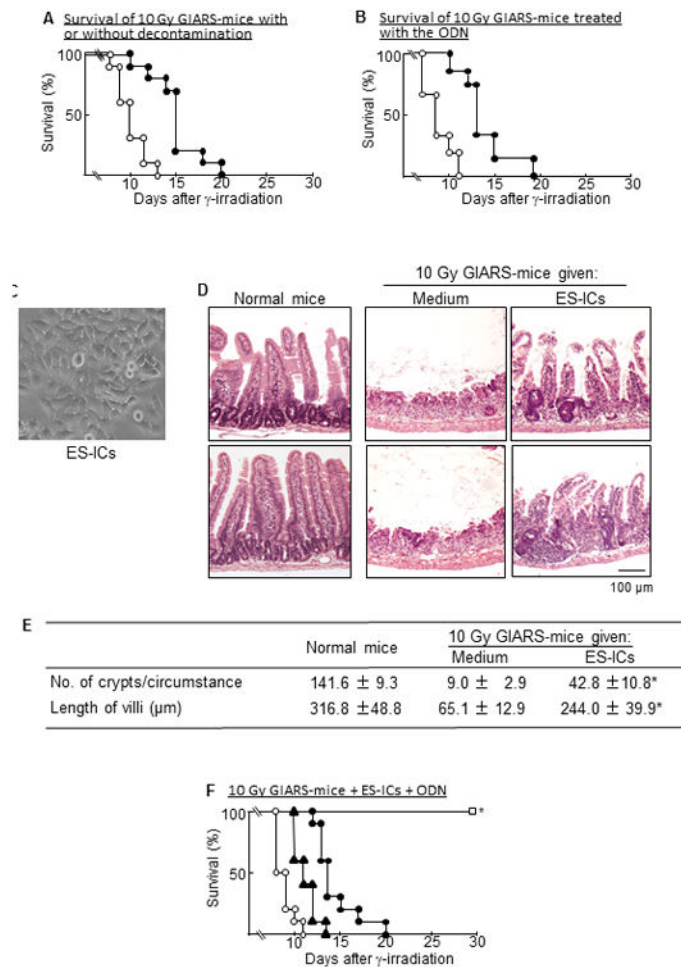 A Survival of 10 Gy GIARS-mice with
or without decontamination
Survival (%)
100
50
10 15 20 25 30
Days after γ-irradiation
B Survival of 10 Gy GIARS-mice treated
with the ODN
Survival (%)
100
50
10 15 20 25 30
Days after γ-irradiation
C
ES-ICs
D
10 Gy GIARS-mice given:
Normal mice Medium ES-ICs
100 µm
E
10 Gy GIARS-mice given:
Normal mice Medium ES-ICs
No. of crypts/circumstance 141.6 ± 9.3 9.0 ± 2.9 42.8 ±10.8*
Length of villi (µm) 316.8 ±48.8 65.1 ± 12.9 244.0 ± 39.9*
F 10 Gy GIARS-mice + ES-ICs + ODN
Survival (%)
100
50
*
10 15 20 25 30
Days after γ-irradiation